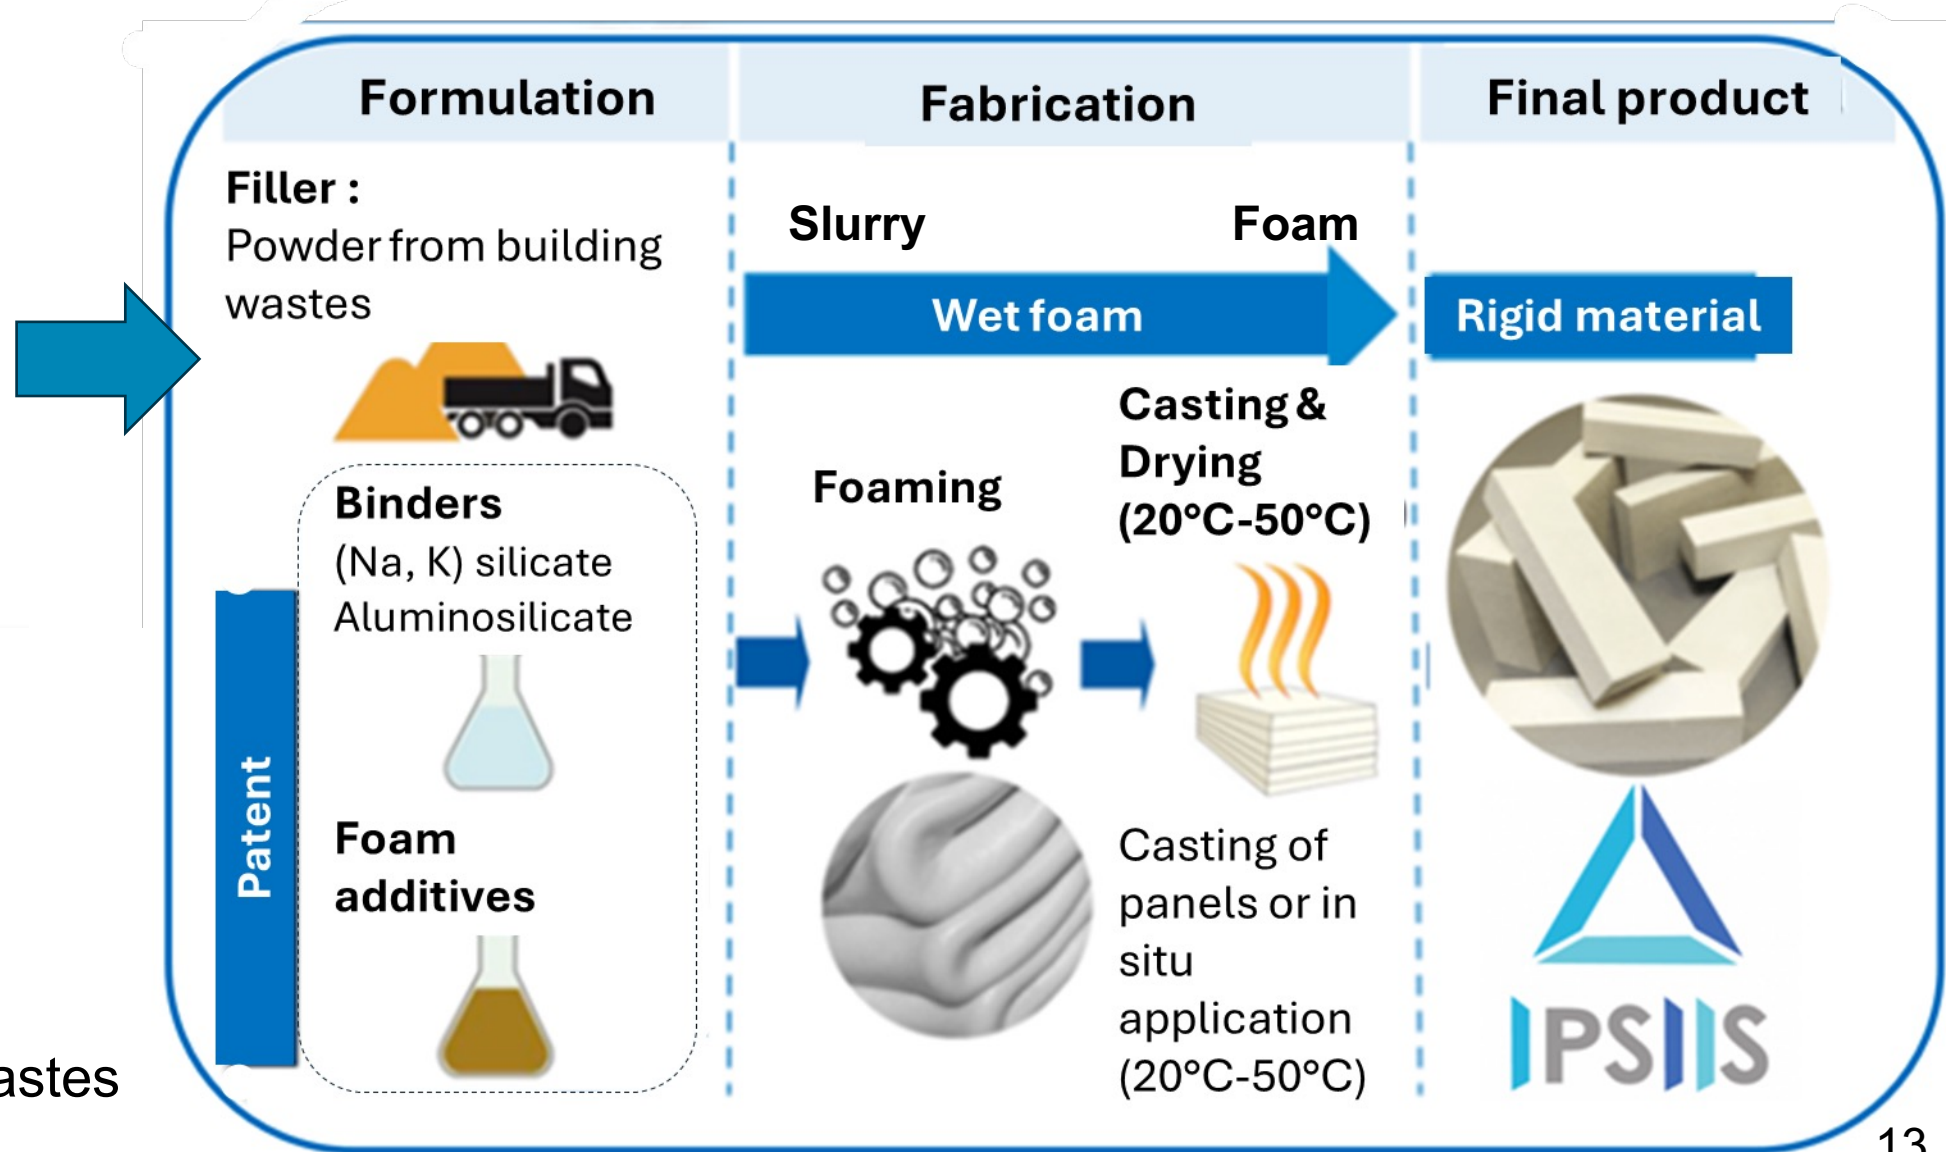 Formulation
Fabrication
Final product
Filler :
Powder from building
wastes
Binders
(Na, K) silicate
Aluminosilicate
Foam
additives
Patent
Slurry
Foam
Wet foam
Foaming
Casting &
Drying
(20°C-50°C)
Casting of
panels or in
situ
application
(20°C-50°C)
Rigid material
IPSIIS
astes
13